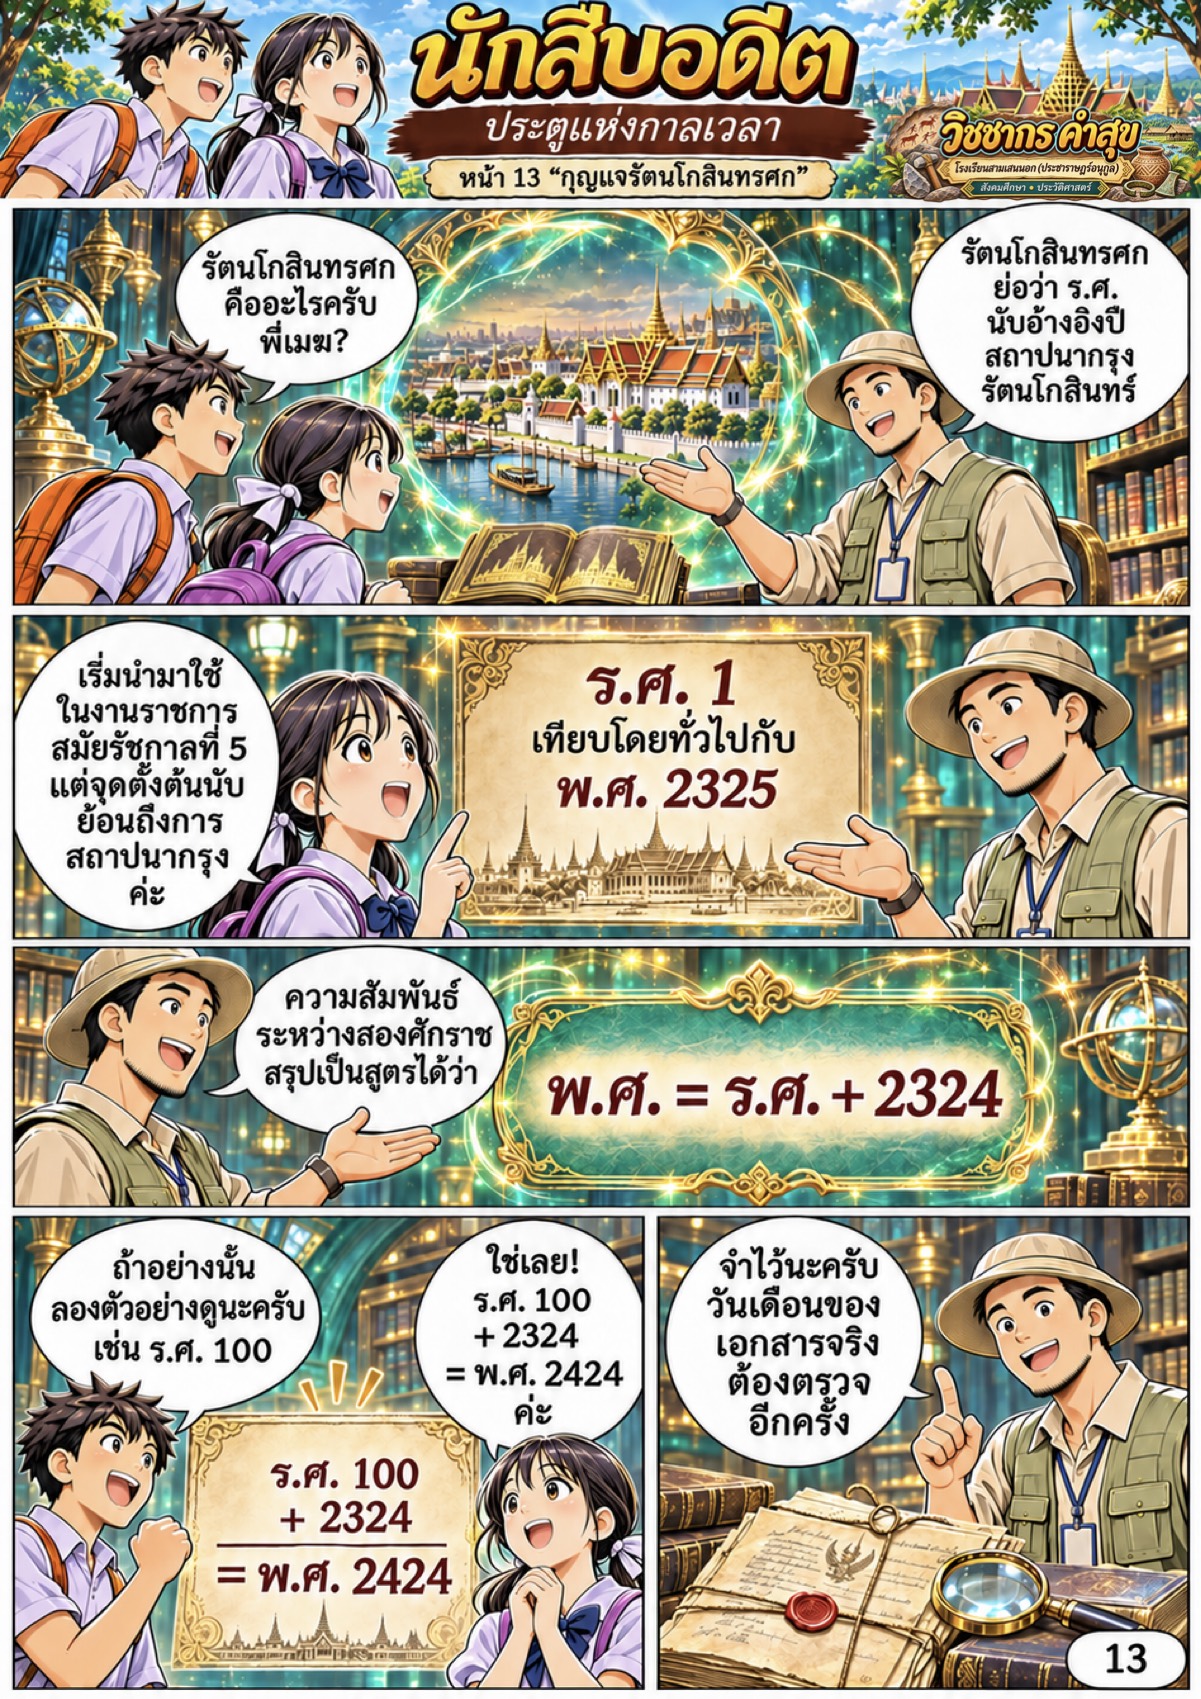 นักสืบอดีต
ประตูแห่งกาลเวลา
หน้า 13 “กุญแจรัตนโกสินทรศก”
วิชชากร คำสุข
โรงเรียนสามเสนนอก (ประชาราษฎร์อนุกูล)
สังคมศึกษา • ประวัติศาสตร์
รัตนโกสินทรศก
คืออะไรครับ
พี่เมฆ?
รัตนโกสินทรศก
ย่อว่า ร.ศ.
นับอ้างอิงปี
สถาปนากรุง
รัตนโกสินทร์
เริ่มนำมาใช้
ในงานราชการ
สมัยรัชกาลที่ 5
แต่จุดตั้งต้นนับ
ย้อนถึงการ
สถาปนากรุง
ค่ะ
ร.ศ. 1
เทียบโดยทั่วไปกับ
พ.ศ. 2325
ความสัมพันธ์
ระหว่างสองศักราช
สรุปเป็นสูตรได้ว่า
พ.ศ. = ร.ศ. + 2324
ถ้าอย่างนั้น
ลองตัวอย่างดูนะครับ
เช่น ร.ศ. 100
ใช่เลย!
ร.ศ. 100
+ 2324
= พ.ศ. 2424
ค่ะ
ร.ศ. 100
+ 2324
= พ.ศ. 2424
จำไว้นะครับ
วันเดือนของ
เอกสารจริง
ต้องตรวจ
อีกครั้ง
13